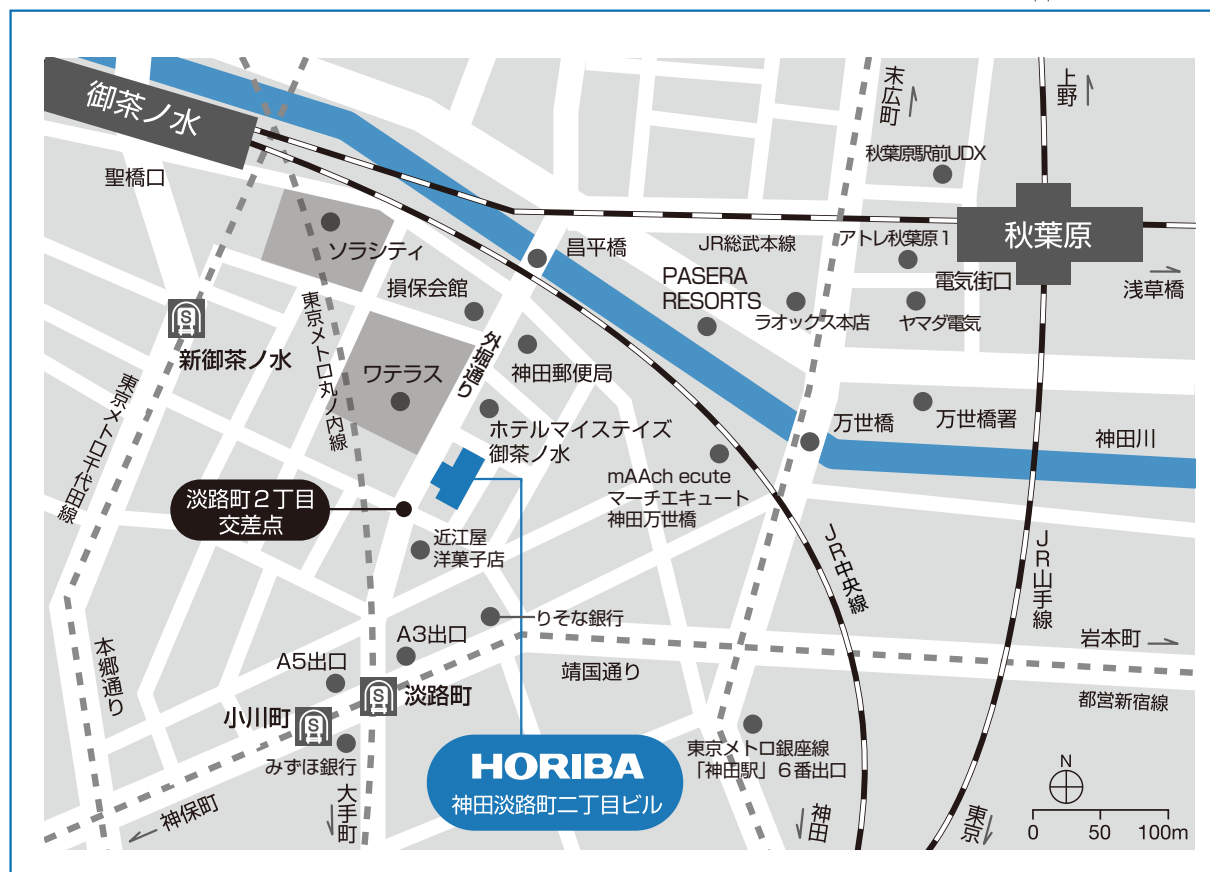 御茶ノ水
聖橋口
ソラシティ
損保会館
昌平橋
JR総武本線
PASERA
RESORTS
ラオックス本店
末広町
秋葉原駅前UDX
アトレ秋葉原1
電気街口
ヤマダ電気
上野
秋葉原
浅草橋
S
新御茶ノ水
東京メトロ丸ノ内線
外堀通り
神田郵便局
ワテラス
ホテルマイステイズ
御茶ノ水
東京メトロ千代田線
淡路町2丁目
交差点
近江屋
洋菓子店
mAAch ecute
マーチエキュート
神田万世橋
万世橋
万世橋署
神田川
JR中央線
JR山手線
りそな銀行
A3出口
A5出口
本郷通り
S
淡路町
小川町
S
みずほ銀行
靖国通り
岩本町
都営新宿線
HORIBA
神田淡路町二丁目ビル
東京メトロ銀座線
「神田駅」6番出口
神保町
大手町
神田
東京
N
0 50 100m